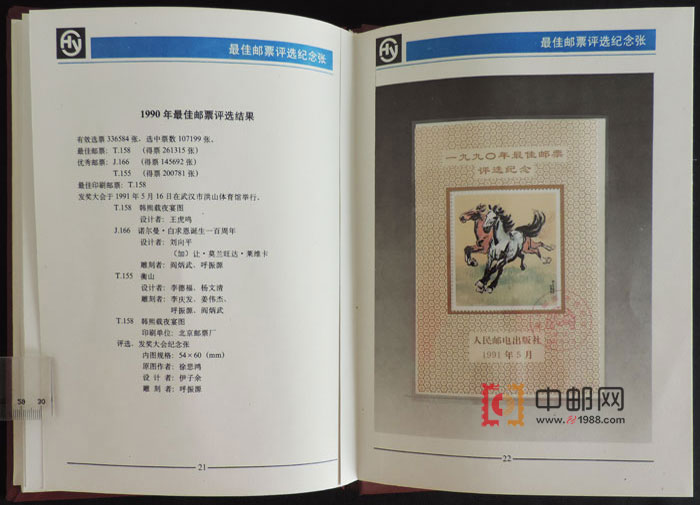 Hy
最佳邮票评选纪念张
1990年最佳邮票评选结果
有效选票336584张，选中票数107199张。
最佳邮票：T.158 （得票261315张）
优秀邮票：J.166 （得票145692张）
T.155 （得票200781张）
最佳印刷邮票：T.158
发奖大会于1991年5月16日在武汉市洪山体育馆举行。
T.158 韩熙载夜宴图
设计者：王虎鸣
J.166 诺尔曼·白求恩诞生一百周年
设计者：刘向平
（加）让·莫兰旺达·莱维卡
雕刻者：阎炳武、呼振源
T.155 衡山
设计者：李德福、杨文清
雕刻者：李庆发、姜伟杰、
呼振源、阎炳武
T.158 韩熙载夜宴图
印刷单位：北京邮票厂
评选、发奖大会纪念张
内图规格：54×60（mm）
原图作者：徐悲鸿
设计者：伊子余
雕刻者：呼振源
21
Hy
最佳邮票评选纪念张
一九九〇年最佳邮票
评选纪念
人民邮电出版社
1991年5月
22
中邮网
www.e1988.com